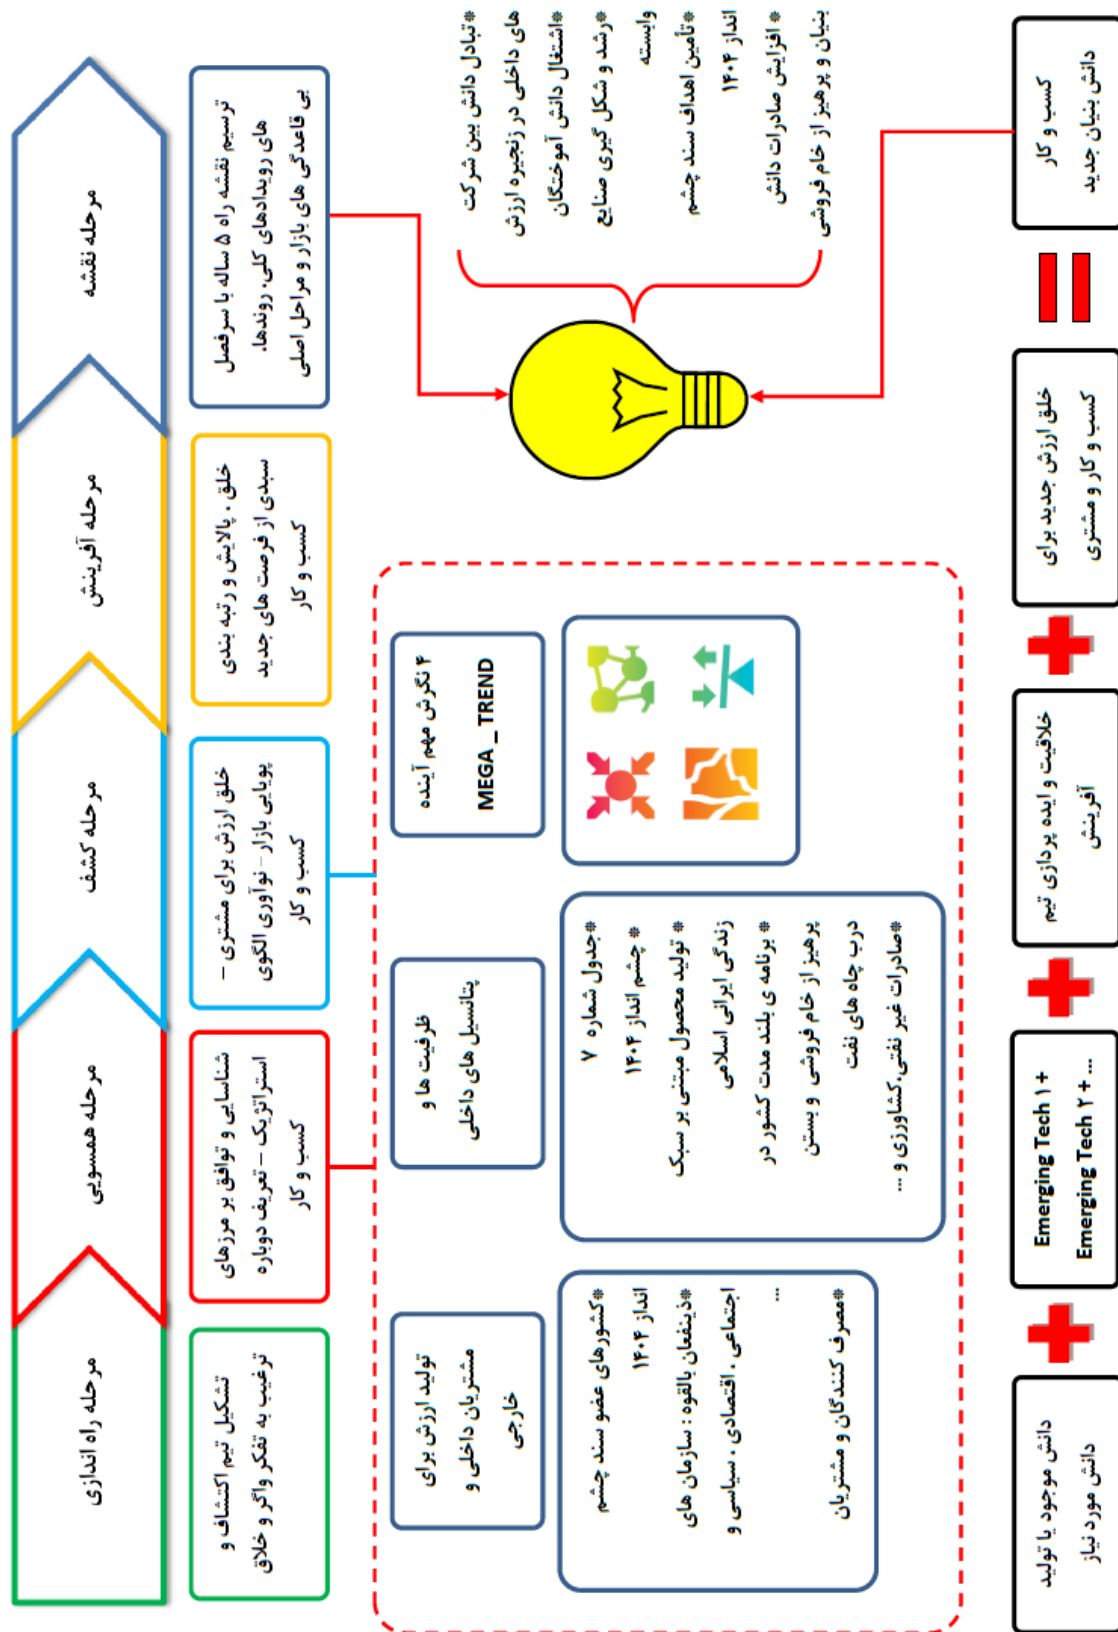 مرحله راه اندازی
مرحله همسویی
مرحله کشف
مرحله آفرینش
مرحله نقشه
تشکیل تیم اکتشاف و
ترغیب به تفکر واگر و خلاق
شناسایی و توافق بر مرزهای
استراتژیک – تعریف دوباره
کسب و کار
خلق ارزش برای مشتری –
پویایی بازار – نوآوری الگوی
کسب و کار
خلق ، پالایش و رتبه بندی
سبدی از فرصت های جدید
کسب و کار
ترسیم نقشه راه ۵ ساله با سرفصل
های رویدادهای کلی، روندها،
بی قاعدگی های بازار و مراحل اصلی
تولید ارزش برای
مشتریان داخلی و
خارجی
ظرفیت ها و
پتانسیل های داخلی
۴ نگرش مهم آینده
MEGA _ TREND
*کشورهای عضو سند چشم
انداز ۱۴۰۴
*ذینفعان بالقوه : سازمان های
اجتماعی ، اقتصادی ، سیاسی و
...
*مصرف کنندگان و مشتریان
*جدول شماره ۷
* چشم انداز ۱۴۰۴
* تولید محصول مبتنی بر سبک
زندگی ایرانی اسلامی
* برنامه ی بلند مدت کشور در
پرهیز از خام فروشی و بستن
درب چاه های نفت
*صادرات غیر نفتی،کشاورزی و ...
*تبادل دانش بین شرکت
های داخلی در زنجیره ارزش
*اشتغال دانش آموختگان
*رشد و شکل گیری صنایع
وابسته
*تأمین اهداف سند چشم
انداز ۱۴۰۴
* افزایش صادرات دانش
بنیان و پرهیز از خام فروشی
دانش موجود یا تولید
دانش مورد نیاز
Emerging Tech ۱ +
Emerging Tech ۲ + ...
خلاقیت و ایده پردازی تیم
آفرینش
خلق ارزش جدید برای
کسب و کار و مشتری
کسب و کار
دانش بنیان جدید